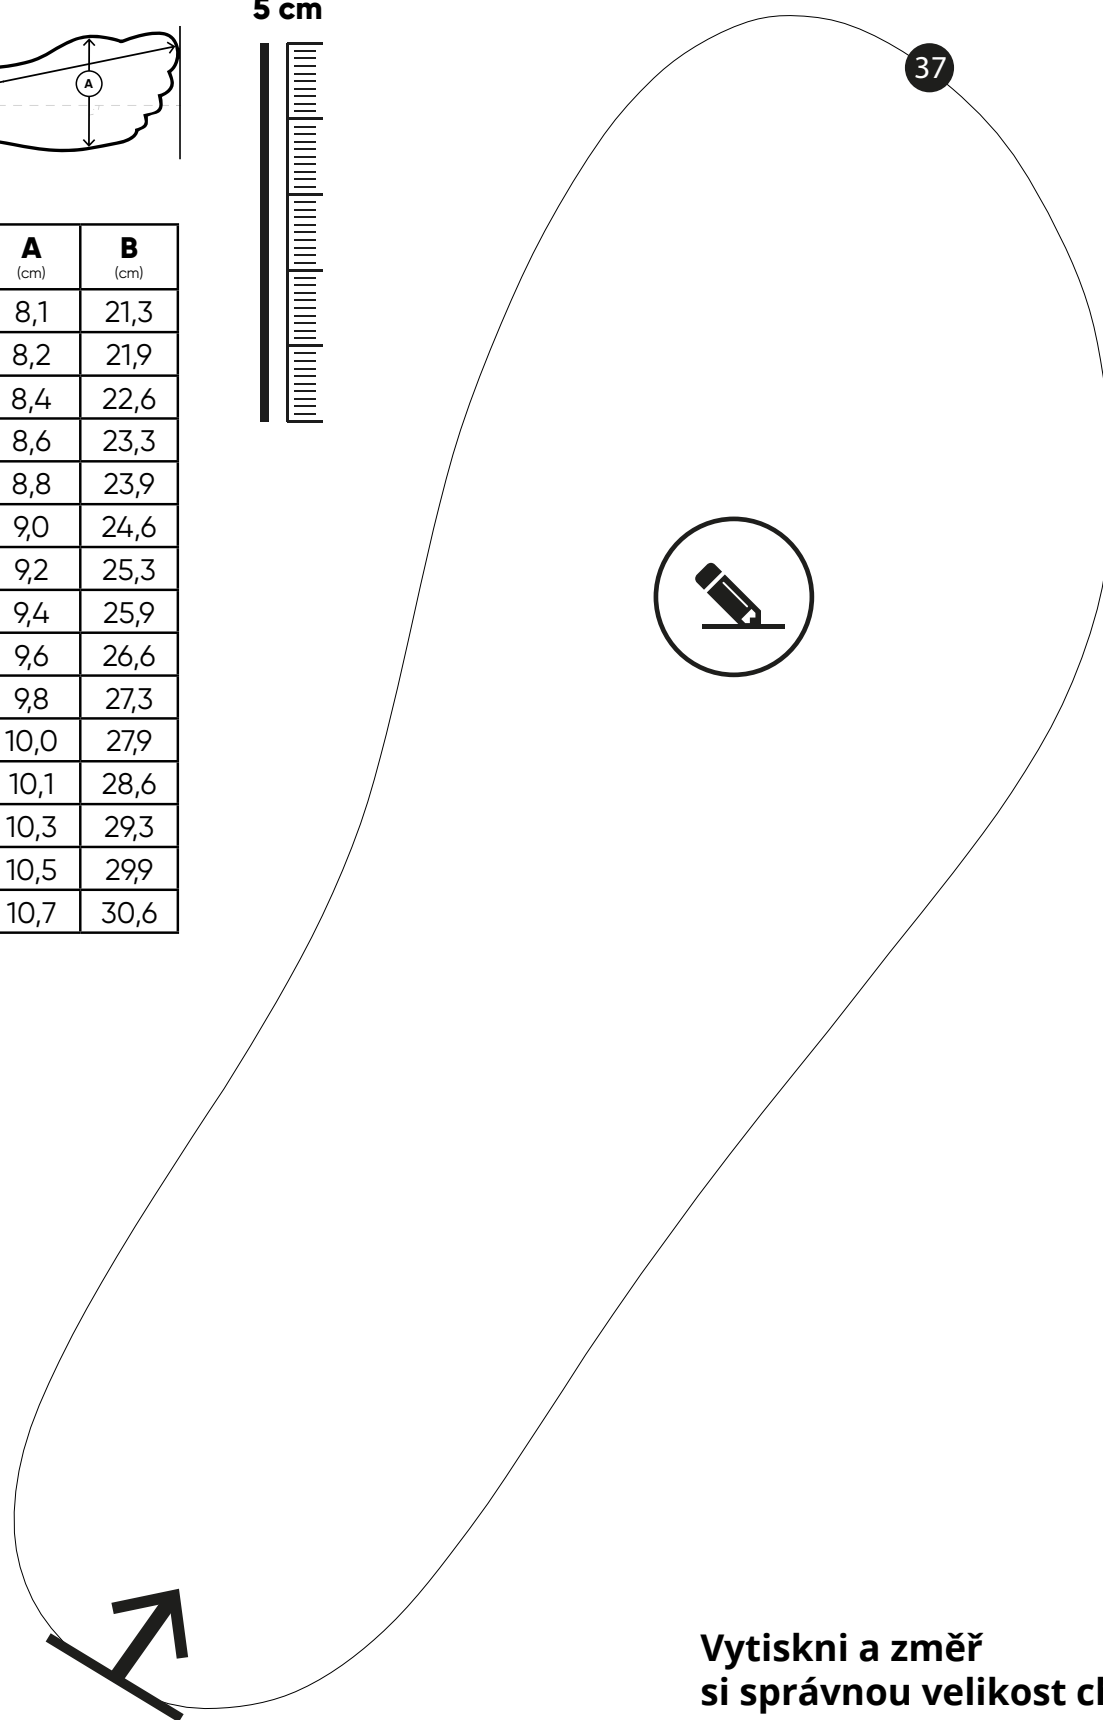 5 cm
37
A
A B
(cm) (cm)
8,1 21,3
8,2 21,9
8,4 22,6
8,6 23,3
8,8 23,9
9,0 24,6
9,2 25,3
9,4 25,9
9,6 26,6
9,8 27,3
10,0 27,9
10,1 28,6
10,3 29,3
10,5 29,9
10,7 30,6
Vytiskni a změř
si správnou velikost